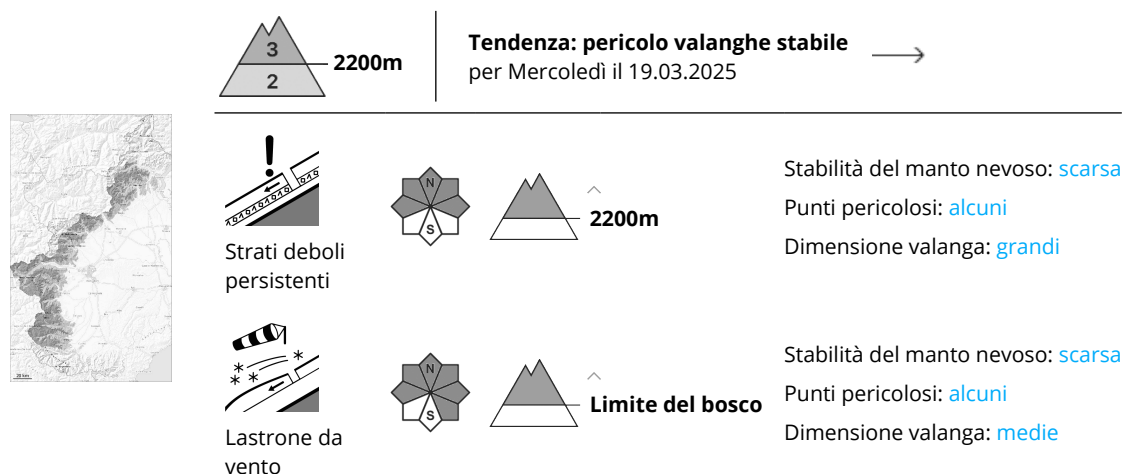 3
2200m
2
Tendenza: pericolo valanghe stabile
per Mercoledì il 19.03.2025
Strati deboli
persistenti
N
S
2200m
Stabilità del manto nevoso: scarsa
Punti pericolosi: alcuni
Dimensione valanga: grandi
Lastrone da
vento
N
S
Limite del bosco
Stabilità del manto nevoso: scarsa
Punti pericolosi: alcuni
Dimensione valanga: medie
20 km